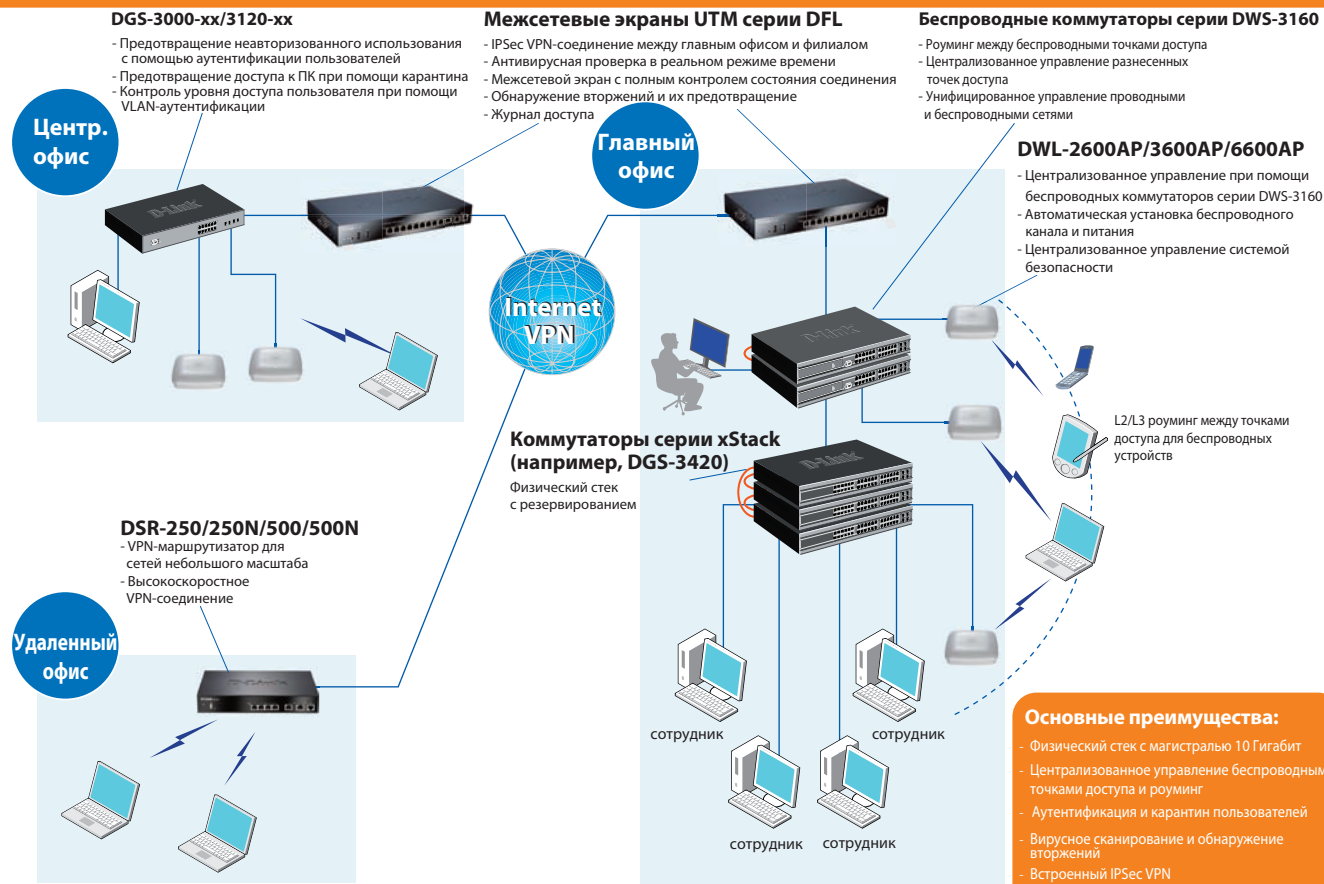 DGS-3000-xx/3120-xx
- Предотвращение неавторизованного использования
с помощью аутентификации пользователей
- Предотвращение доступа к ПК при помощи карантина
- Контроль уровня доступа пользователя при помощи
VLAN-аутентификации
Межсетевые экраны UTM серии DFL
- IPSec VPN-соединение между главным офисом и филиалом
- Антивирусная проверка в реальном режиме времени
- Межсетевой экран с полным контролем состояния соединения
- Обнаружение вторжений и их предотвращение
- Журнал доступа
Беспроводные коммутаторы серии DWS-3160
- Роуминг между беспроводными точками доступа
- Централизованное управление разнесенных
точек доступа
- Унифицированное управление проводными
и беспроводными сетями
DWL-2600AP/3600AP/6600AP
- Централизованное управление при помощи
беспроводных коммутаторов серии DWS-3160
- Автоматическая установка беспроводного
канала и питания
- Централизованное управление системой
безопасности
Центр.
офис
Главный
офис
D-Link
Internet
VPN
D-Link
L2/L3 роуминг между точками
доступа для беспроводных
устройств
Коммутаторы серии xStack
(например, DGS-3420)
Физический стек
с резервированием
D-Link
DSR-250/250N/500/500N
- VPN-маршрутизатор для
сетей небольшого масштаба
- Высокоскоростное
VPN-соединение
Удаленный
офис
сотрудник
сотрудник
сотрудник
сотрудник
Основные преимущества:
- Физический стек с магистралью 10 Гигабит
- Централизованное управление беспроводным
точками доступа и роуминг
- Аутентификация и карантин пользователей
- Вирусное сканирование и обнаружение
вторжений
- Встроенный IPSec VPN